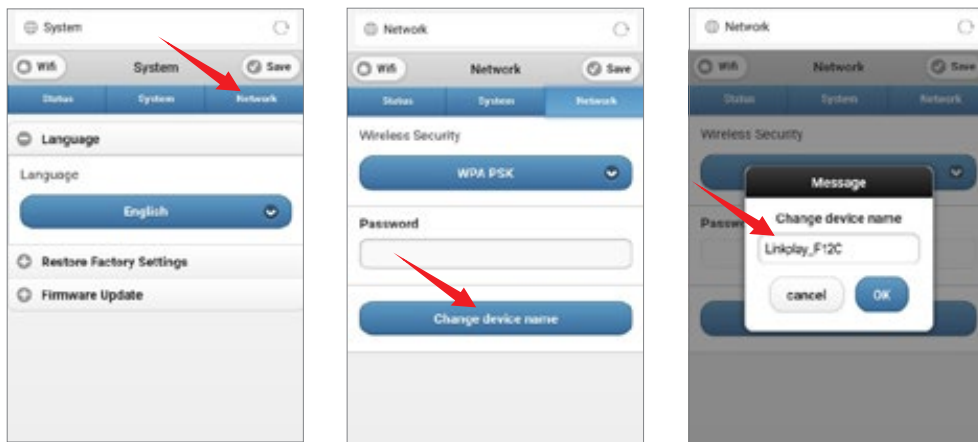 System
Wifi System Save
Status System Network
Language
Language
English
Restore Factory Settings
Firmware Update
Network
Wifi Network Save
Status System Network
Wireless Security
WPA PSK
Password
Change device name
Network
Wifi Network Save
Status System Network
Wireless Security
Message
Change device name
Passwo
Linkplay_F12C
cancel OK